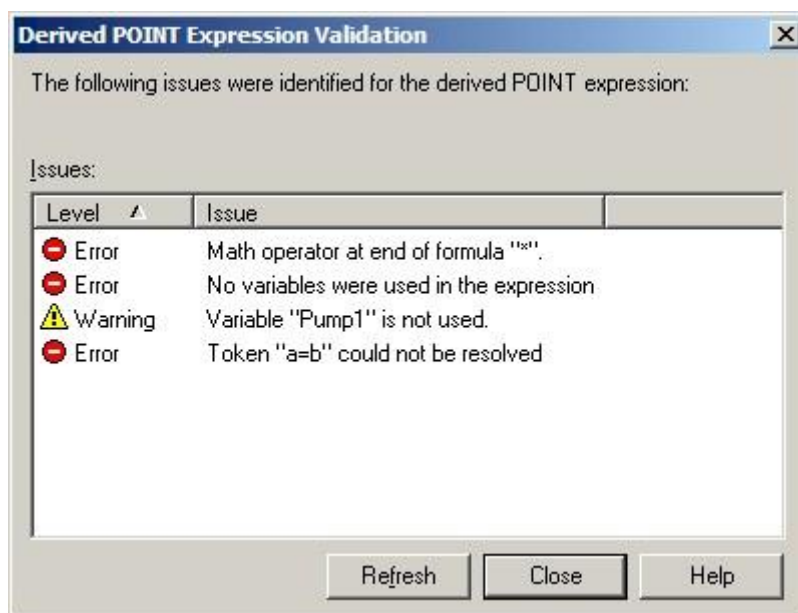 Derived POINT Expression Validation
The following issues were identified for the derived POINT expression:
Issues:
Level Issue
Error Math operator at end of formula "*".
Error No variables were used in the expression
Warning Variable "Pump1" is not used.
Error Token "a=b" could not be resolved
Refresh Close Help